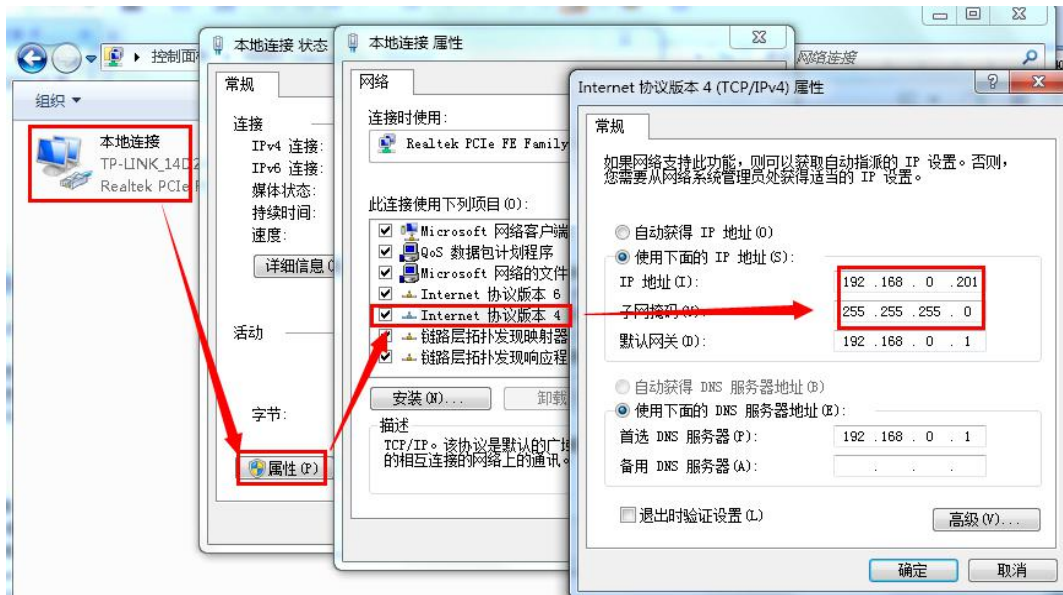 控制面
组织
本地连接
TP-LINK_14D2
Realtek PCIe F
本地连接 状态
常规
连接
IPv4 连接:
IPv6 连接:
媒体状态:
持续时间:
速度:
详细信息(
活动
字节:
属性(P)
本地连接 属性
网络
连接时使用:
Realtek PCIe FE Family
此连接使用下列项目(O):
Microsoft 网络客户端
QoS 数据包计划程序
Microsoft 网络的文件
Internet 协议版本 6
Internet 协议版本 4
链路层拓扑发现映射器
链路层拓扑发现响应程
安装(N)...
卸载
描述
TCP/IP。该协议是默认的广域
的相互连接的网络上的通讯。
网络连接
Internet 协议版本 4 (TCP/IPv4) 属性
常规
如果网络支持此功能，则可以获取自动指派的 IP 设置。否则，
您需要从网络系统管理员处获得适当的 IP 设置。
自动获得 IP 地址(O)
使用下面的 IP 地址(S):
IP 地址(I): 192 .168 . 0 .201
子网掩码(U): 255 .255 .255 . 0
默认网关(D): 192 .168 . 0 . 1
自动获得 DNS 服务器地址(B)
使用下面的 DNS 服务器地址(E):
首选 DNS 服务器(P): 192 .168 . 0 . 1
备用 DNS 服务器(A): . . .
退出时验证设置(L)
高级(V)...
确定
取消